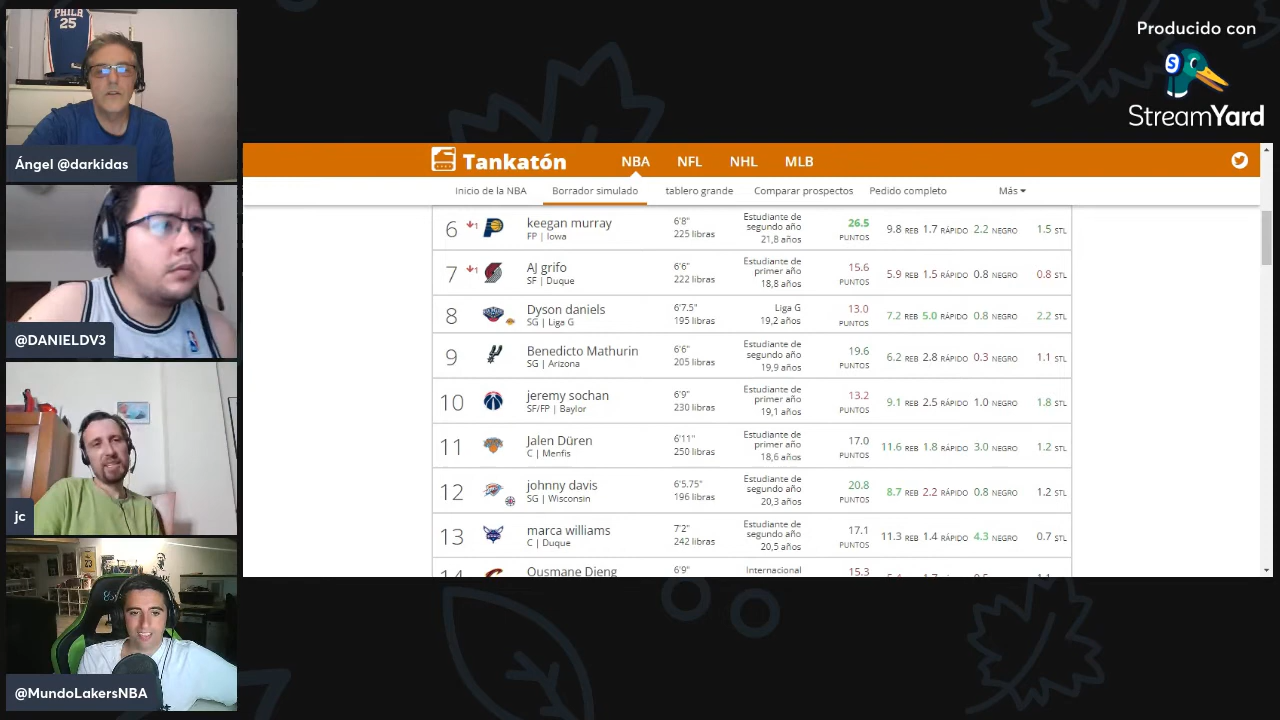 PHILA
25
Ángel @darkidas
@DANIELDV3
jc
@MundoLakersNBA
Producido con
StreamYard
Tankatón
NBA NFL NHL MLB
Inicio de la NBA Borrador simulado tablero grande Comparar prospectos Pedido completo Más
6 1 keegan murray 6'8" Estudiante de segundo año 26.5 9.8 REB 1.7 RÁPIDO 2.2 NEGRO 1.5 STL
FP | Iowa 225 libras 21,8 años PUNTOS
7 1 AJ grifo 6'6" Estudiante de primer año 15.6 5.9 REB 1.5 RÁPIDO 0.8 NEGRO 0.8 STL
SF | Duque 222 libras 18,8 años PUNTOS
8 Dyson daniels 6'7.5" Liga G 13.0 7.2 REB 5.0 RÁPIDO 0.8 NEGRO 2.2 STL
SG | Liga G 195 libras 19,2 años PUNTOS
9 Benedicto Mathurin 6'6" Estudiante de segundo año 19.6 6.2 REB 2.8 RÁPIDO 0.3 NEGRO 1.1 STL
SG | Arizona 205 libras 19,9 años PUNTOS
10 jeremy sochan 6'9" Estudiante de primer año 13.2 9.1 REB 2.5 RÁPIDO 1.0 NEGRO 1.8 STL
SF/FP | Baylor 230 libras 19,1 años PUNTOS
11 Jalen Düren 6'11" Estudiante de primer año 17.0 11.6 REB 1.8 RÁPIDO 3.0 NEGRO 1.2 STL
C | Menfis 250 libras 18,6 años PUNTOS
12 johnny davis 6'5.75" Estudiante de segundo año 20.8 8.7 REB 2.2 RÁPIDO 0.8 NEGRO 1.2 STL
SG | Wisconsin 196 libras 20,3 años PUNTOS
13 marca williams 7'2" Estudiante de segundo año 17.1 11.3 REB 1.4 RÁPIDO 4.3 NEGRO 0.7 STL
C | Duque 242 libras 20,5 años PUNTOS
Ousmane Dieng 6'9" Internacional 15.3